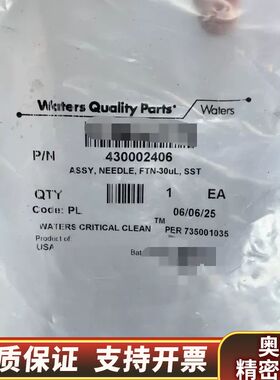 Waters Quality Parts
Waters
P/N 430002406
ASSY, NEEDLE, FTN-30uL, SST
QTY 1 EA
Code: PL 06/06/25
WATERS CRITICAL CLEAN ™ PER 735001035
Product of:
USA
Bat
质保证 支持开票
奥
精密